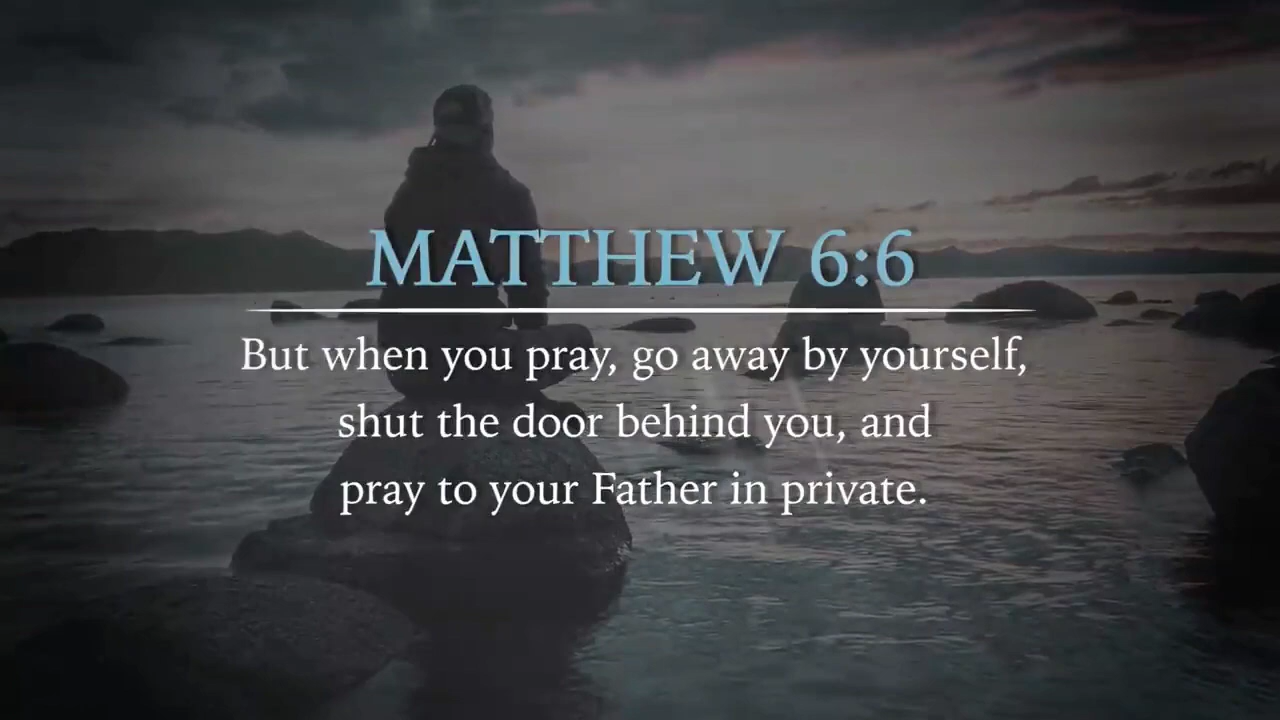 MATTHEW 6:6
But when you pray, go away by yourself,
shut the door behind you, and
pray to your Father in private.